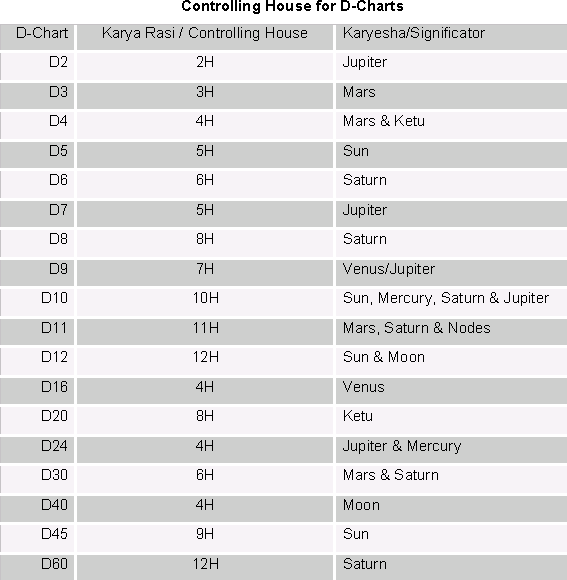 Controlling House for D-Charts
D-Chart Karya Rasi / Controlling House Karyesha/Significator
D2 2H Jupiter
D3 3H Mars
D4 4H Mars & Ketu
D5 5H Sun
D6 6H Saturn
D7 5H Jupiter
D8 8H Saturn
D9 7H Venus/Jupiter
D10 10H Sun, Mercury, Saturn & Jupiter
D11 11H Mars, Saturn & Nodes
D12 12H Sun & Moon
D16 4H Venus
D20 8H Ketu
D24 4H Jupiter & Mercury
D30 6H Mars & Saturn
D40 4H Moon
D45 9H Sun
D60 12H Saturn